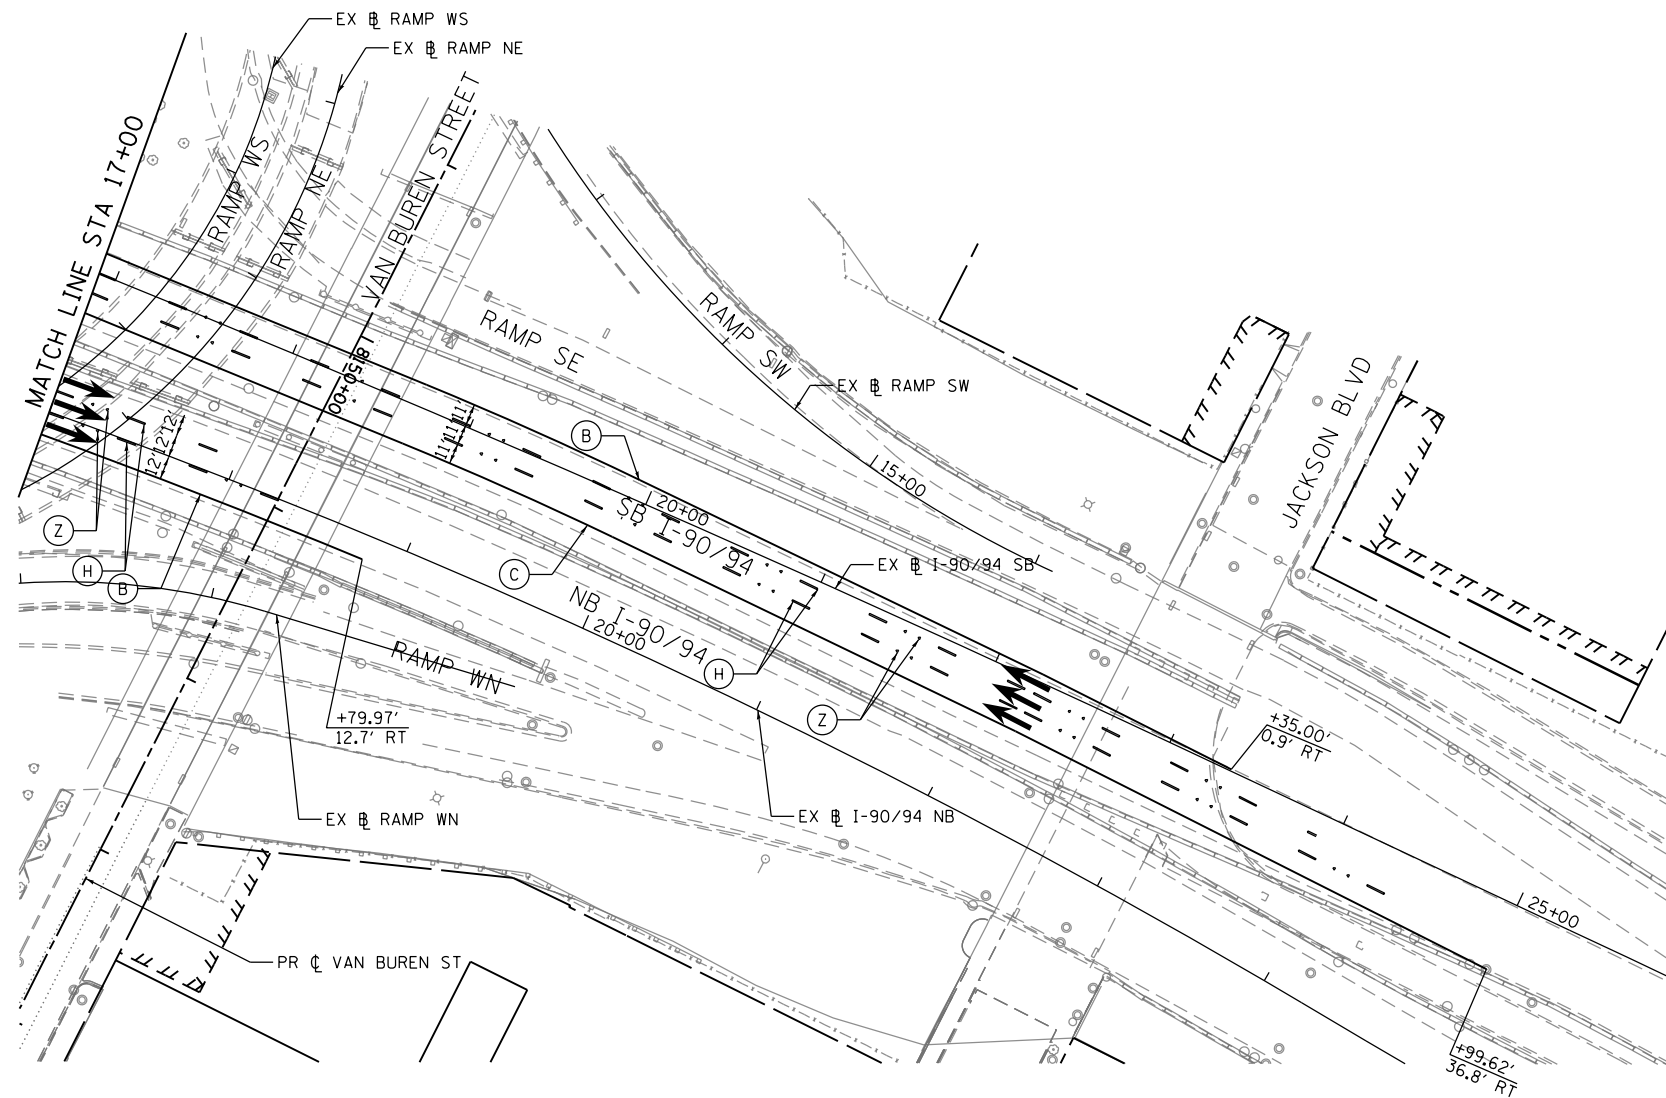 EX ℄ RAMP WS
EX ℄ RAMP NE
MATCH LINE STA 17+00
RAMP WS
RAMP NE
VAN BUREN STREET
8150+00
RAMP SE
RAMP SW
EX ℄ RAMP SW
JACKSON BLVD
15+00
12' 12' 12'
11' 11' 11'
B
20+00
SB I-90/94
EX ℄ I-90/94 SB
Z
H
B
C
NB I-90/94
20+00
H
Z
RAMP WN
+79.97'
12.7' RT
+35.00'
0.9' RT
EX ℄ RAMP WN
EX ℄ I-90/94 NB
25+00
PR ℄ VAN BUREN ST
+99.62'
36.8' RT